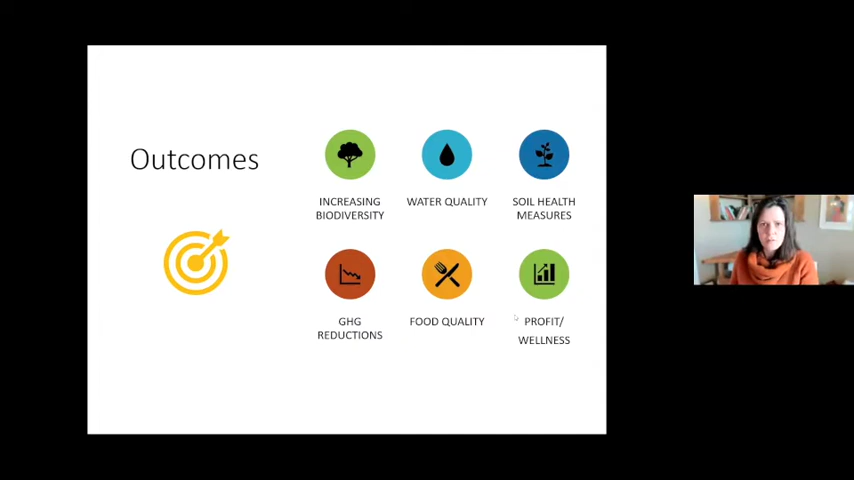 Outcomes
INCREASING
BIODIVERSITY
WATER QUALITY
SOIL HEALTH
MEASURES
GHG
REDUCTIONS
FOOD QUALITY
PROFIT/
WELLNESS